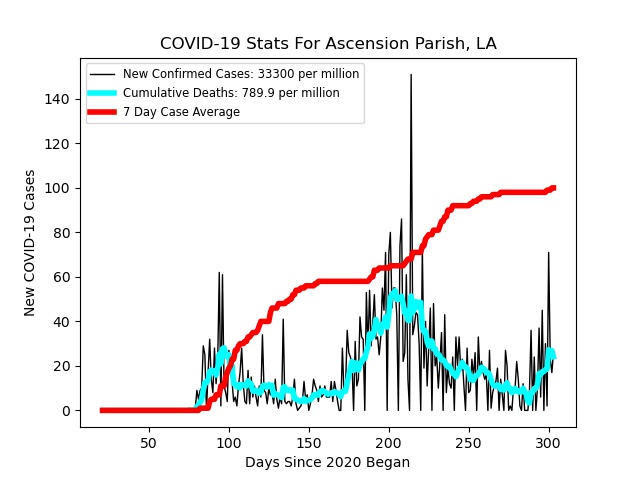 COVID-19 Stats For Ascension Parish, LA
New Confirmed Cases: 33300 per million
Cumulative Deaths: 789.9 per million
7 Day Case Average
New COVID-19 Cases
140
120
100
80
60
40
20
0
50 100 150 200 250 300
Days Since 2020 Began